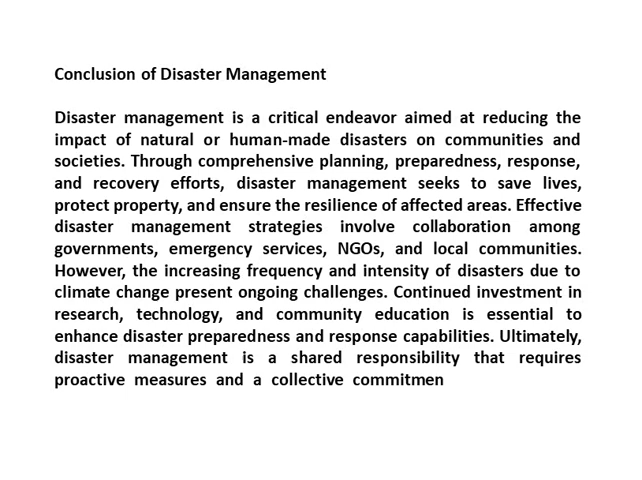 Conclusion of Disaster Management
Disaster management is a critical endeavor aimed at reducing the
impact of natural or human-made disasters on communities and
societies. Through comprehensive planning, preparedness, response,
and recovery efforts, disaster management seeks to save lives,
protect property, and ensure the resilience of affected areas. Effective
disaster management strategies involve collaboration among
governments, emergency services, NGOs, and local communities.
However, the increasing frequency and intensity of disasters due to
climate change present ongoing challenges. Continued investment in
research, technology, and community education is essential to
enhance disaster preparedness and response capabilities. Ultimately,
disaster management is a shared responsibility that requires
proactive measures and a collective commitmen